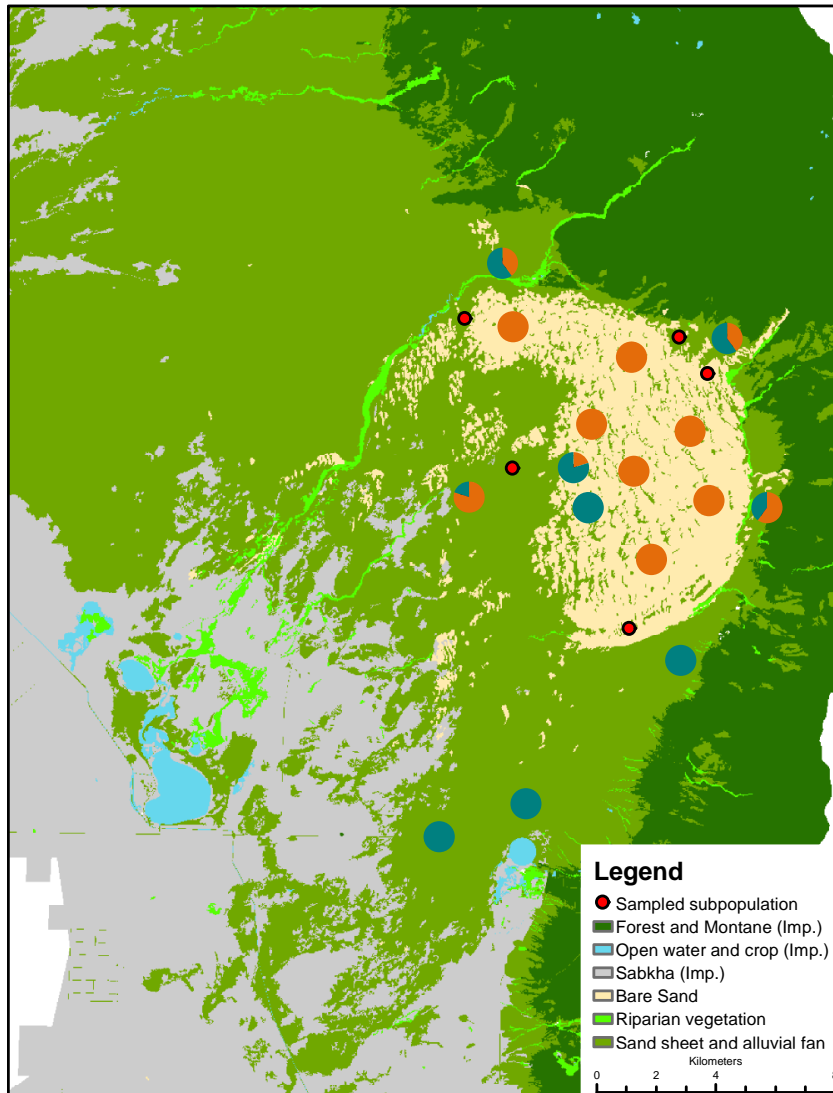 Legend
Sampled subpopulation
Forest and Montane (Imp.)
Open water and crop (Imp.)
Sabkha (Imp.)
Bare Sand
Riparian vegetation
Sand sheet and alluvial fan
Kilometers
0 2 4 8